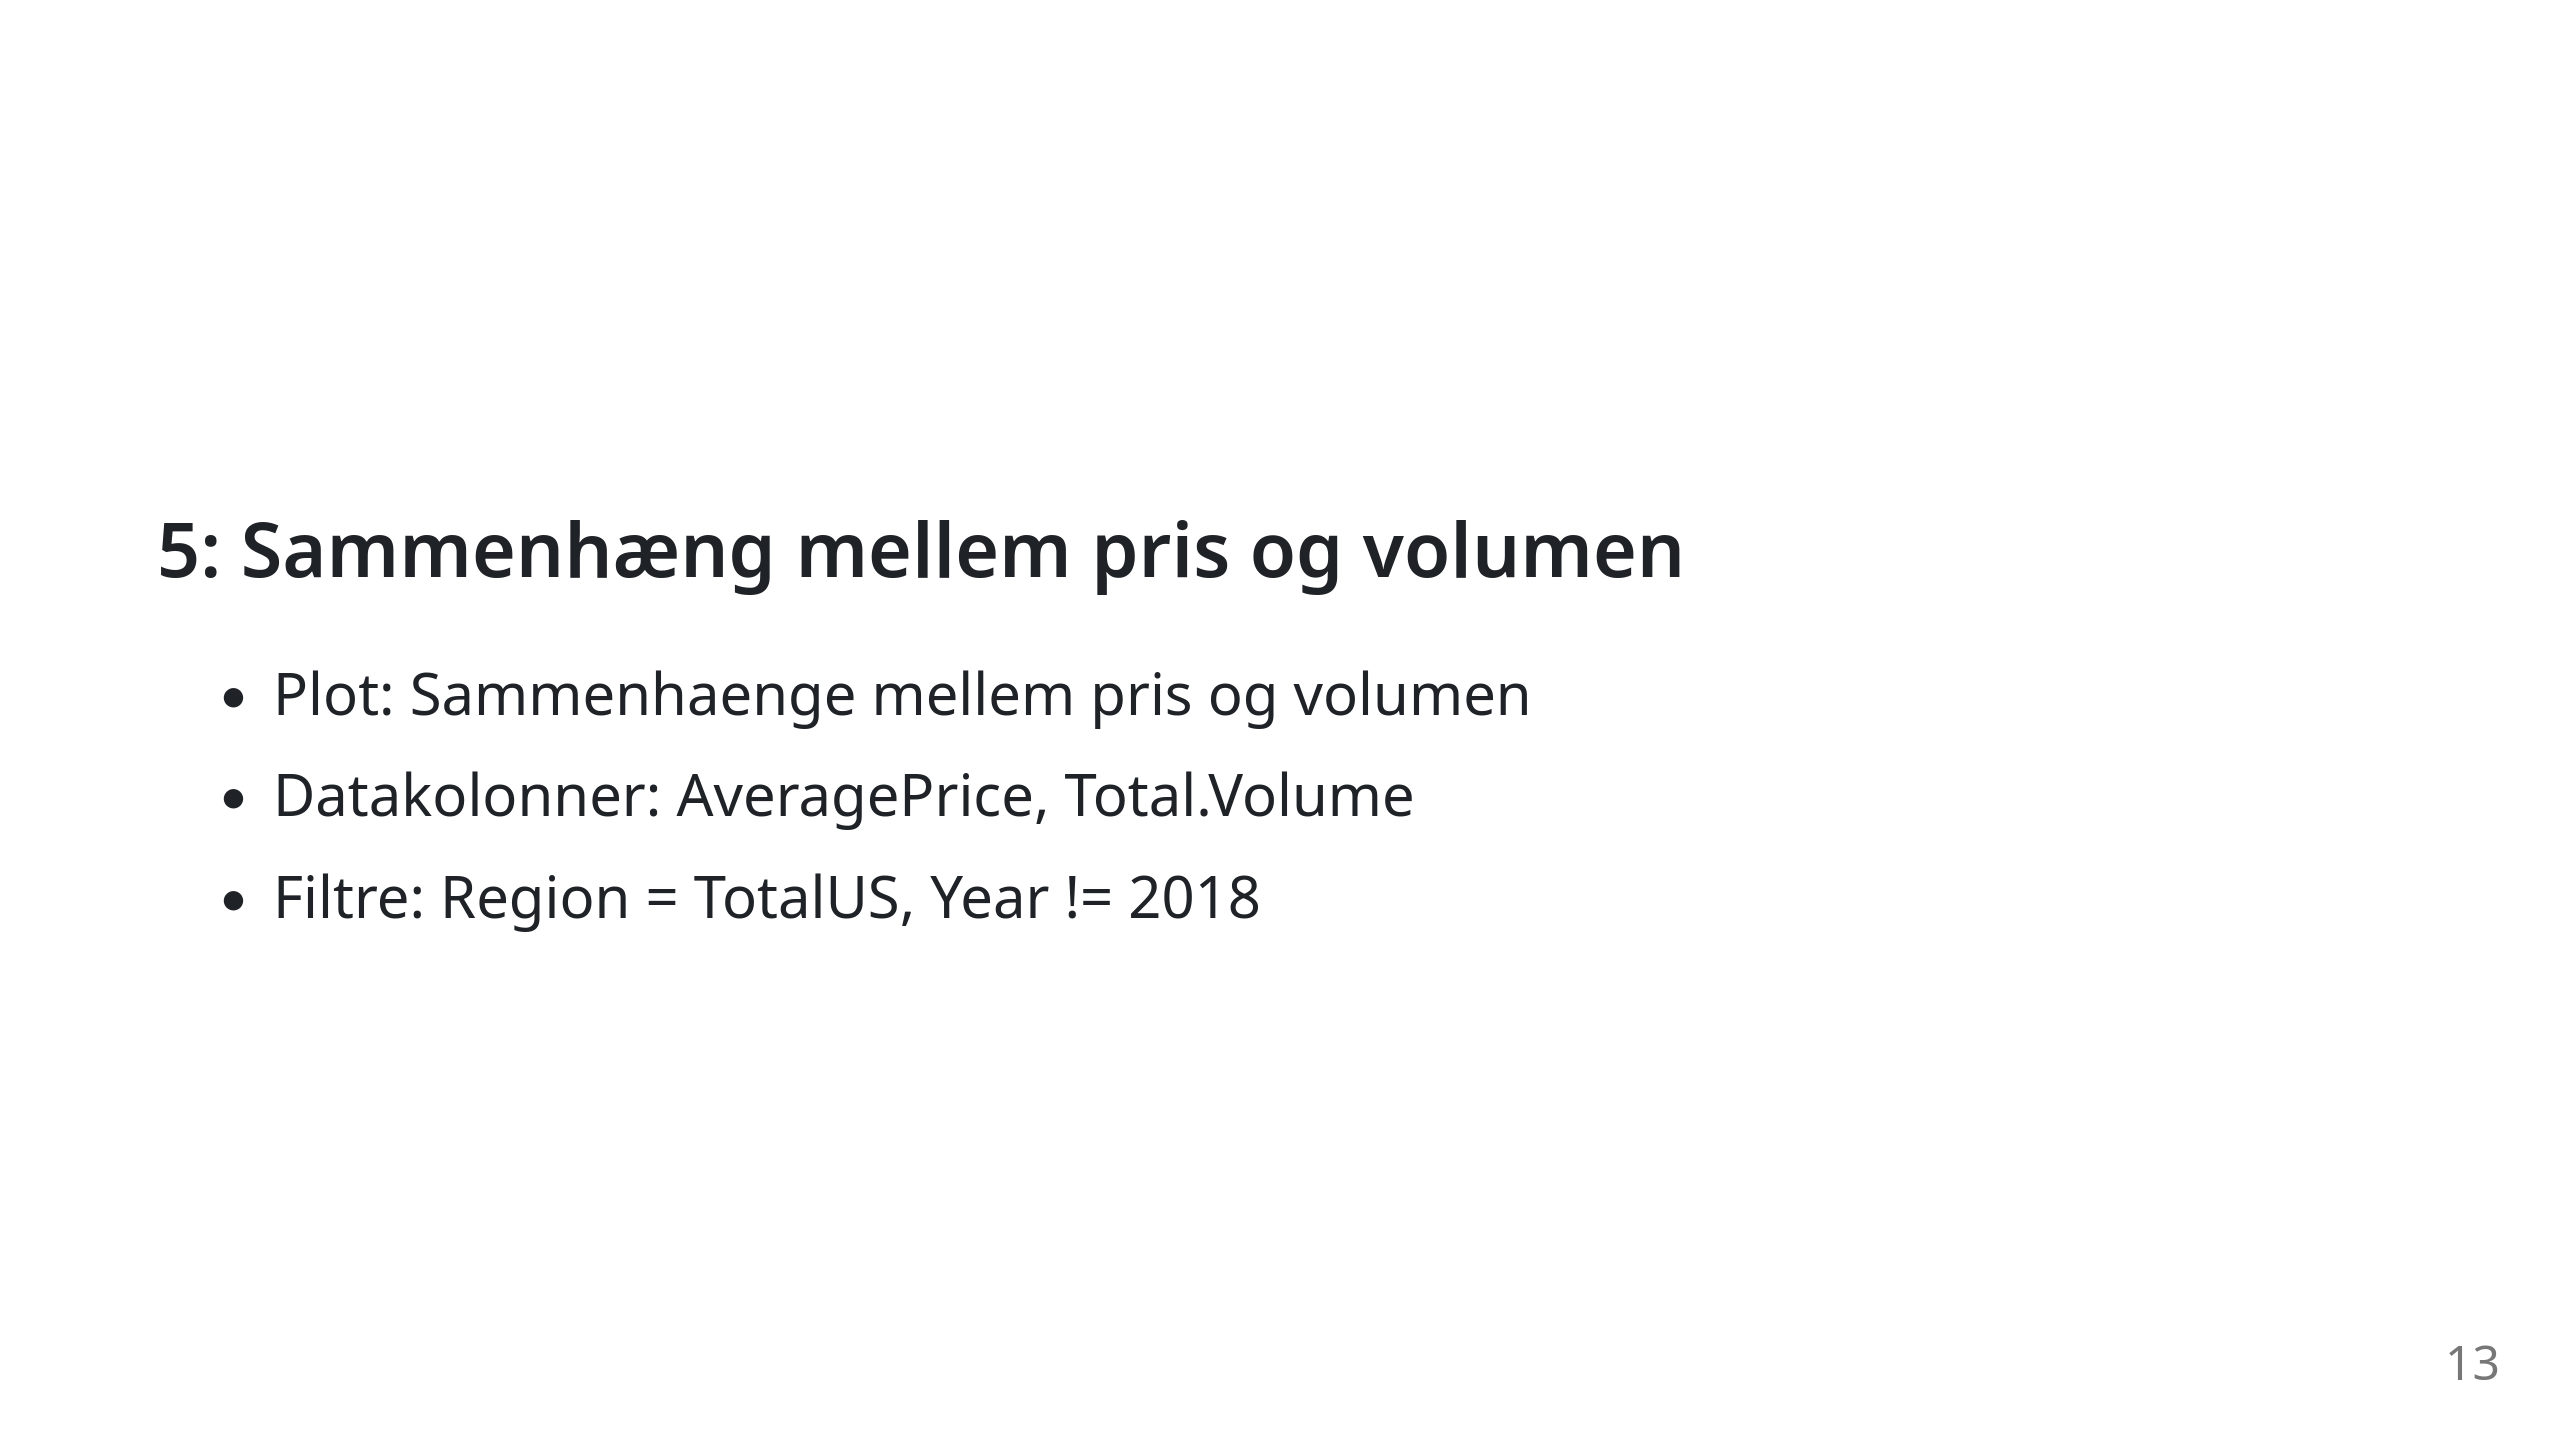 5: Sammenhæng mellem pris og volumen
• Plot: Sammenhaenge mellem pris og volumen
• Datakolonner: AveragePrice, Total.Volume
• Filtre: Region = TotalUS, Year != 2018
13